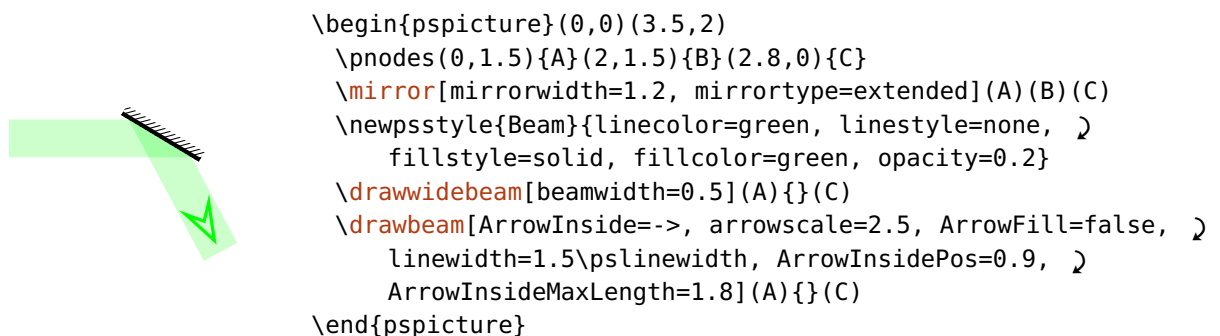 \begin{pspicture}(0,0)(3.5,2)
\pnodes(0,1.5){A}(2,1.5){B}(2.8,0){C}
\mirror[mirrorwidth=1.2, mirrortype=extended](A)(B)(C)
\newpsstyle{Beam}{linecolor=green, linestyle=none,
fillstyle=solid, fillcolor=green, opacity=0.2}
\drawwidebeam[beamwidth=0.5](A){}(C)
\drawbeam[ArrowInside=->, arrowscale=2.5, ArrowFill=false,
linewidth=1.5\pslinewidth, ArrowInsidePos=0.9,
ArrowInsideMaxLength=1.8](A){}(C)
\end{pspicture}